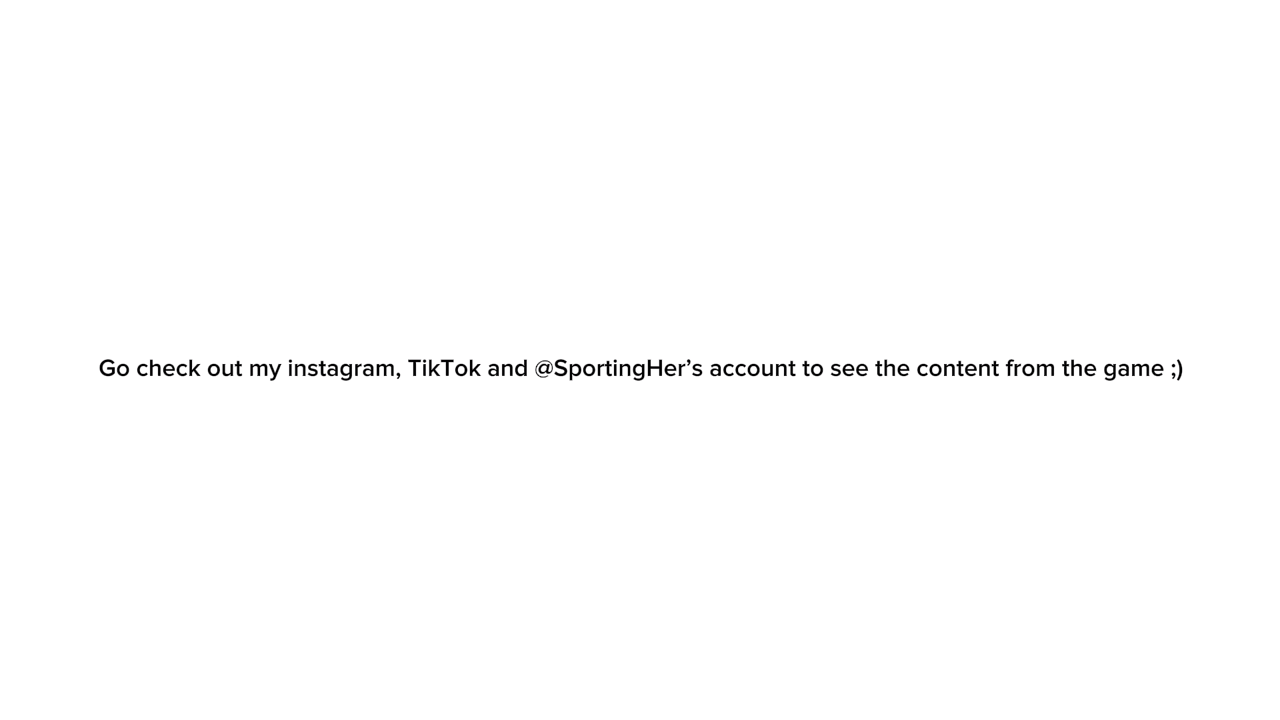 Go check out my instagram, TikTok and @SportingHer’s account to see the content from the game ;)